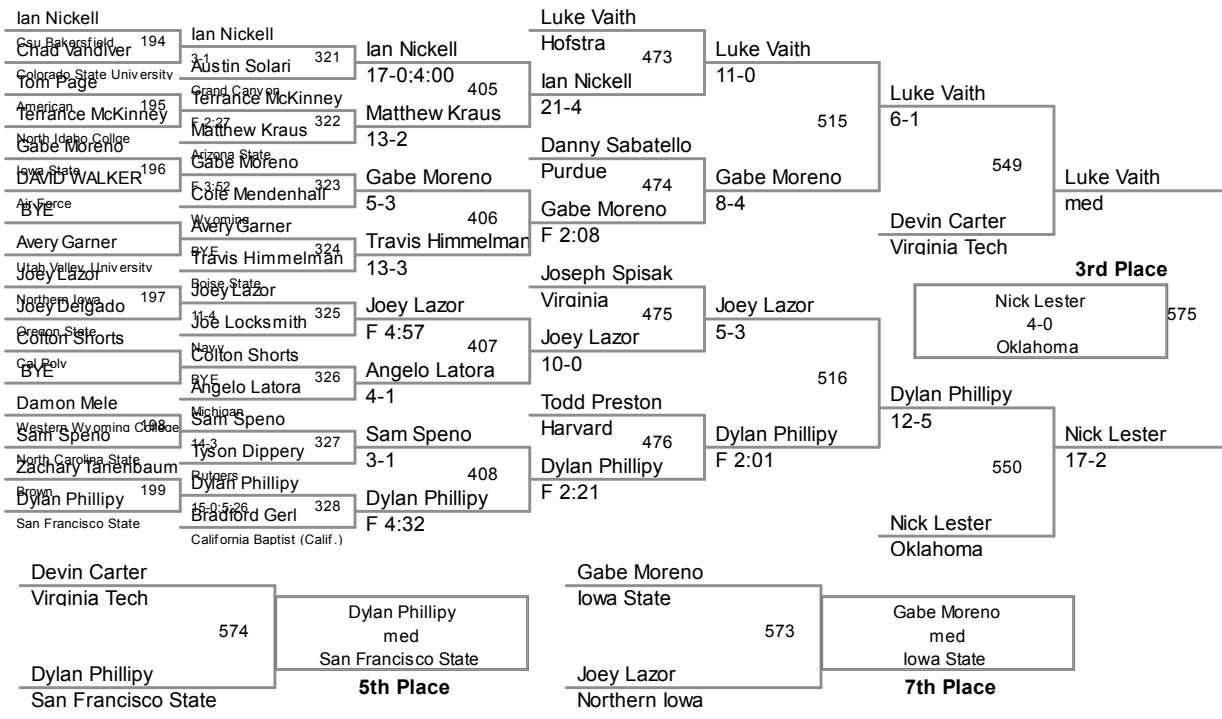 Ian Nickell
Csu Bakersfield
194
Chad Vandiver
Colorado State University
Tom Page
American
195
Terrance McKinney
North Idaho Collge
Gabe Moreno
Iowa State
196
DAVID WALKER
Air Force
BYE
Avery Garner
Utah Valley University
Joey Lazor
Northern Iowa
197
Joey Delgado
Oregon State
Colton Shorts
Cal Poly
BYE
Damon Mele
Western Wyoming College
198
Sam Speno
North Carolina State
Zachary Tanenbaum
Brown
199
Dylan Phillipy
San Francisco State
Ian Nickell
3-1
321
Austin Solari
Grand Canyon
Terrance McKinney
F 2:27
322
Matthew Kraus
Arizona State
Gabe Moreno
F 3:52
323
Cole Mendenhall
Wyoming
Avery Garner
BYE
324
Travis Himmelman
Boise State
Joey Lazor
11-4
325
Joe Locksmith
Navy
Colton Shorts
BYE
326
Angelo Latora
Michigan
Sam Speno
14-3
327
Tyson Dippery
Rutgers
Dylan Phillipy
15-0;5:26
328
Bradford Gerl
California Baptist (Calif.)
Ian Nickell
17-0;4:00
405
Matthew Kraus
13-2
Gabe Moreno
5-3
406
Travis Himmelman
13-3
Joey Lazor
F 4:57
407
Angelo Latora
4-1
Sam Speno
3-1
408
Dylan Phillipy
F 4:32
Luke Vaith
Hofstra
473
Ian Nickell
21-4
Danny Sabatello
Purdue
474
Gabe Moreno
F 2:08
Joseph Spisak
Virginia
475
Joey Lazor
10-0
Todd Preston
Harvard
476
Dylan Phillipy
F 2:21
Luke Vaith
11-0
515
Gabe Moreno
8-4
Joey Lazor
5-3
516
Dylan Phillipy
F 2:01
Luke Vaith
6-1
549
Devin Carter
Virginia Tech
Dylan Phillipy
12-5
550
Nick Lester
Oklahoma
Luke Vaith
med
3rd Place
Nick Lester
4-0
Oklahoma
575
Nick Lester
17-2
Devin Carter
Virginia Tech
574
Dylan Phillipy
San Francisco State
Dylan Phillipy
med
San Francisco State
5th Place
Gabe Moreno
Iowa State
573
Joey Lazor
Northern Iowa
Gabe Moreno
med
Iowa State
7th Place